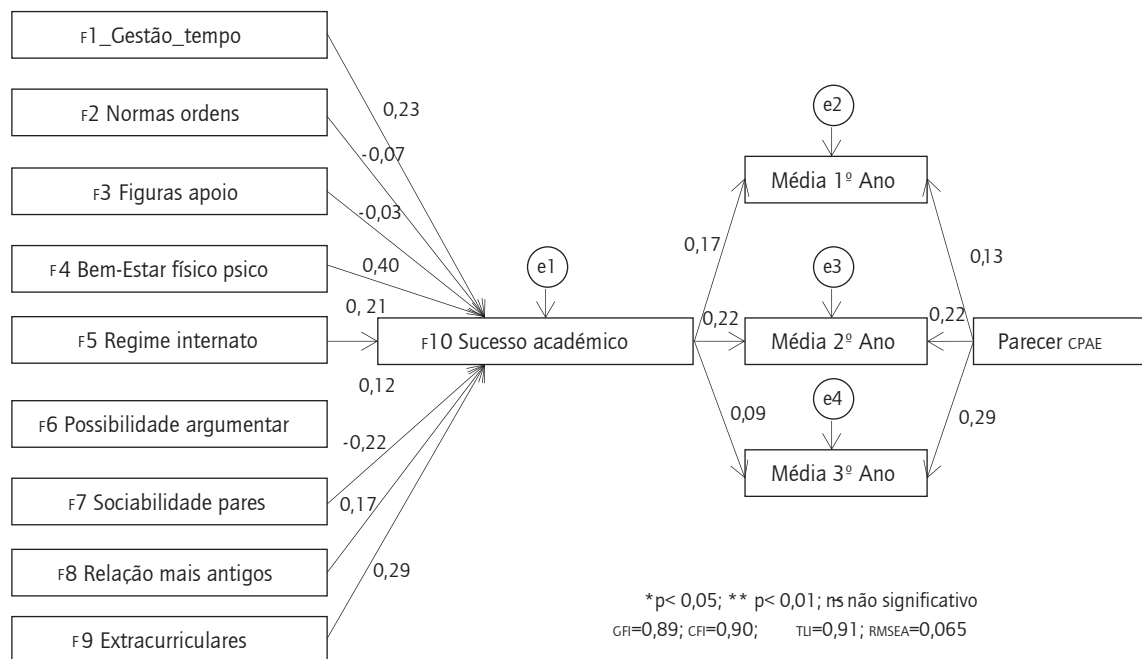 F1_Gestão_tempo
F2 Normas ordens
F3 Figuras apoio
F4 Bem-Estar físico psico
F5 Regime internato
F6 Possibilidade argumentar
F7 Sociabilidade pares
F8 Relação mais antigos
F9 Extracurriculares
0,23
-0,07
-0,03
0,40
0, 21
0,12
-0,22
0,17
0,29
e1
F10 Sucesso académico
0,17
0,22
0,09
e2
Média 1º Ano
e3
Média 2º Ano
e4
Média 3º Ano
0,13
0,22
0,29
Parecer CPAE
*p< 0,05; ** p< 0,01; ns não significativo
GFI=0,89; CFI=0,90; TLI=0,91; RMSEA=0,065